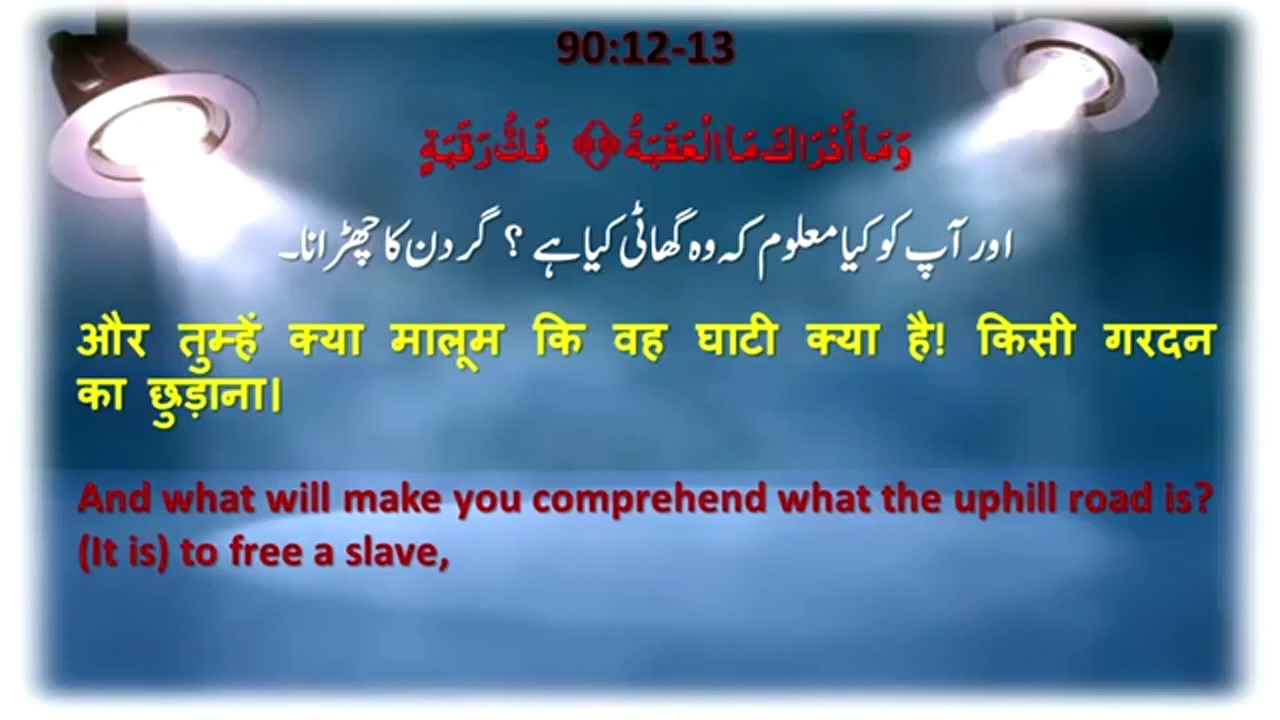 90:12-13
وَمَا أَدْرَاكَ مَا الْعَقَبَةُ ﴿١٢﴾ فَكُّ رَقَبَةٍ
اور آپ کو کیا معلوم کہ وہ گھاٹی کیا ہے ؟ گردن کا چھڑانا۔
और तुम्हें क्या मालूम कि वह घाटी क्या है! किसी गरदन
का छुड़ाना।
And what will make you comprehend what the uphill road is?
(It is) to free a slave,